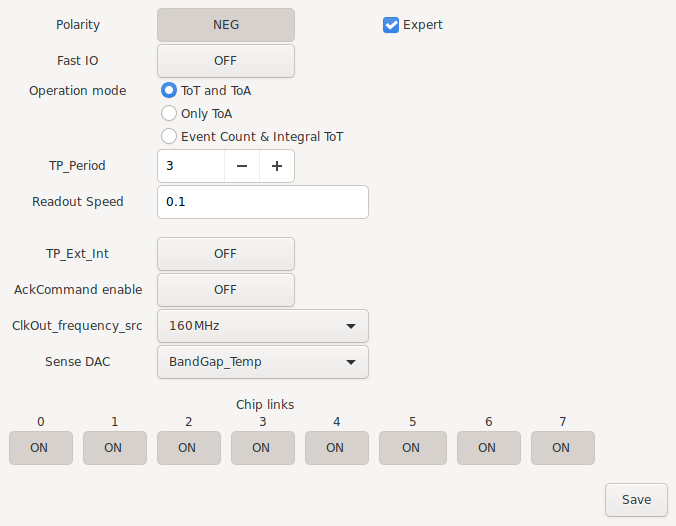 Polarity NEG Expert
Fast IO OFF
Operation mode ToT and ToA
Only ToA
Event Count & Integral ToT
TP_Period 3 − +
Readout Speed 0.1
TP_Ext_Int OFF
AckCommand enable OFF
ClkOut_frequency_src 160MHz
Sense DAC BandGap_Temp
Chip links
0 1 2 3 4 5 6 7
ON ON ON ON ON ON ON ON
Save